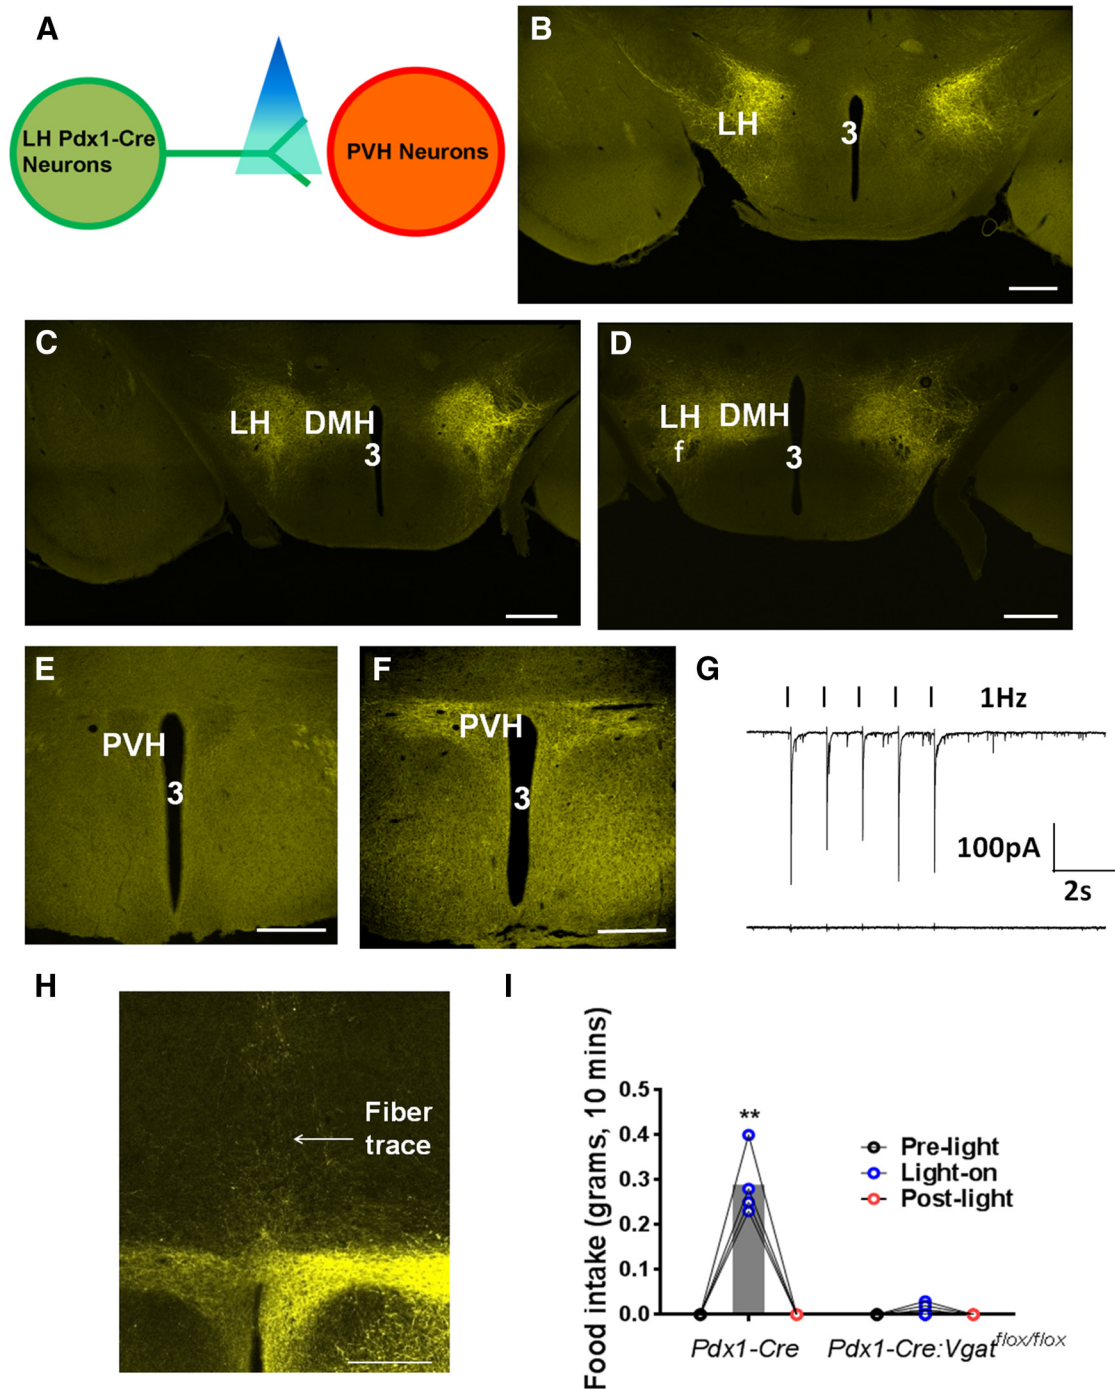 A
LH Pdx1-Cre
Neurons
PVH Neurons
B
LH
3
C
LH
DMH
3
D
LH
DMH
f
3
E
PVH
3
F
PVH
3
G
1Hz
100pA
2s
H
Fiber
trace
I
Food intake (grams, 10 mins)
0.5
0.4
0.3
0.2
0.1
0.0
**
Pre-light
Light-on
Post-light
Pdx1-Cre
Pdx1-Cre:Vgatflox/flox